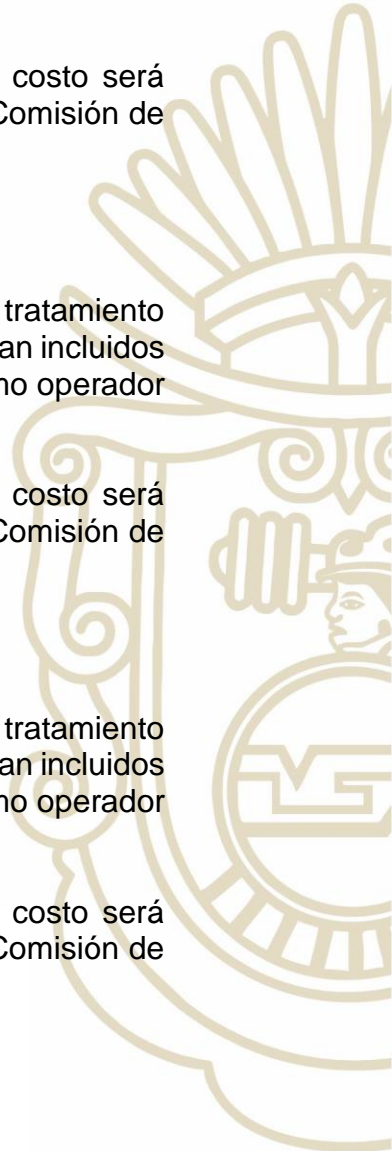 costo será
Comisión de
tratamiento
an incluidos
no operador
costo será
Comisión de
tratamiento
an incluidos
no operador
costo será
Comisión de